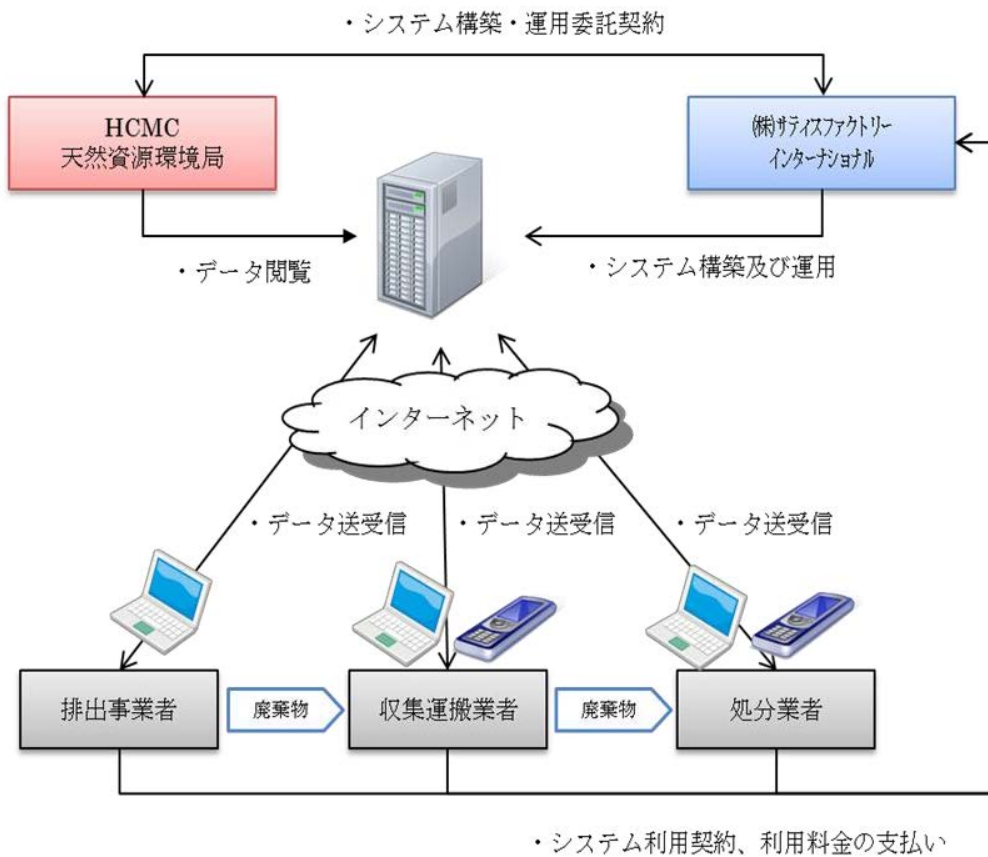 ・システム構築・運用委託契約
HCMC
天然資源環境局
(株)サティスファクトリー
インターナショナル
・データ閲覧
・システム構築及び運用
インターネット
・データ送受信
・データ送受信
・データ送受信
排出事業者
廃棄物
収集運搬業者
廃棄物
処分業者
・システム利用契約、利用料金の支払い